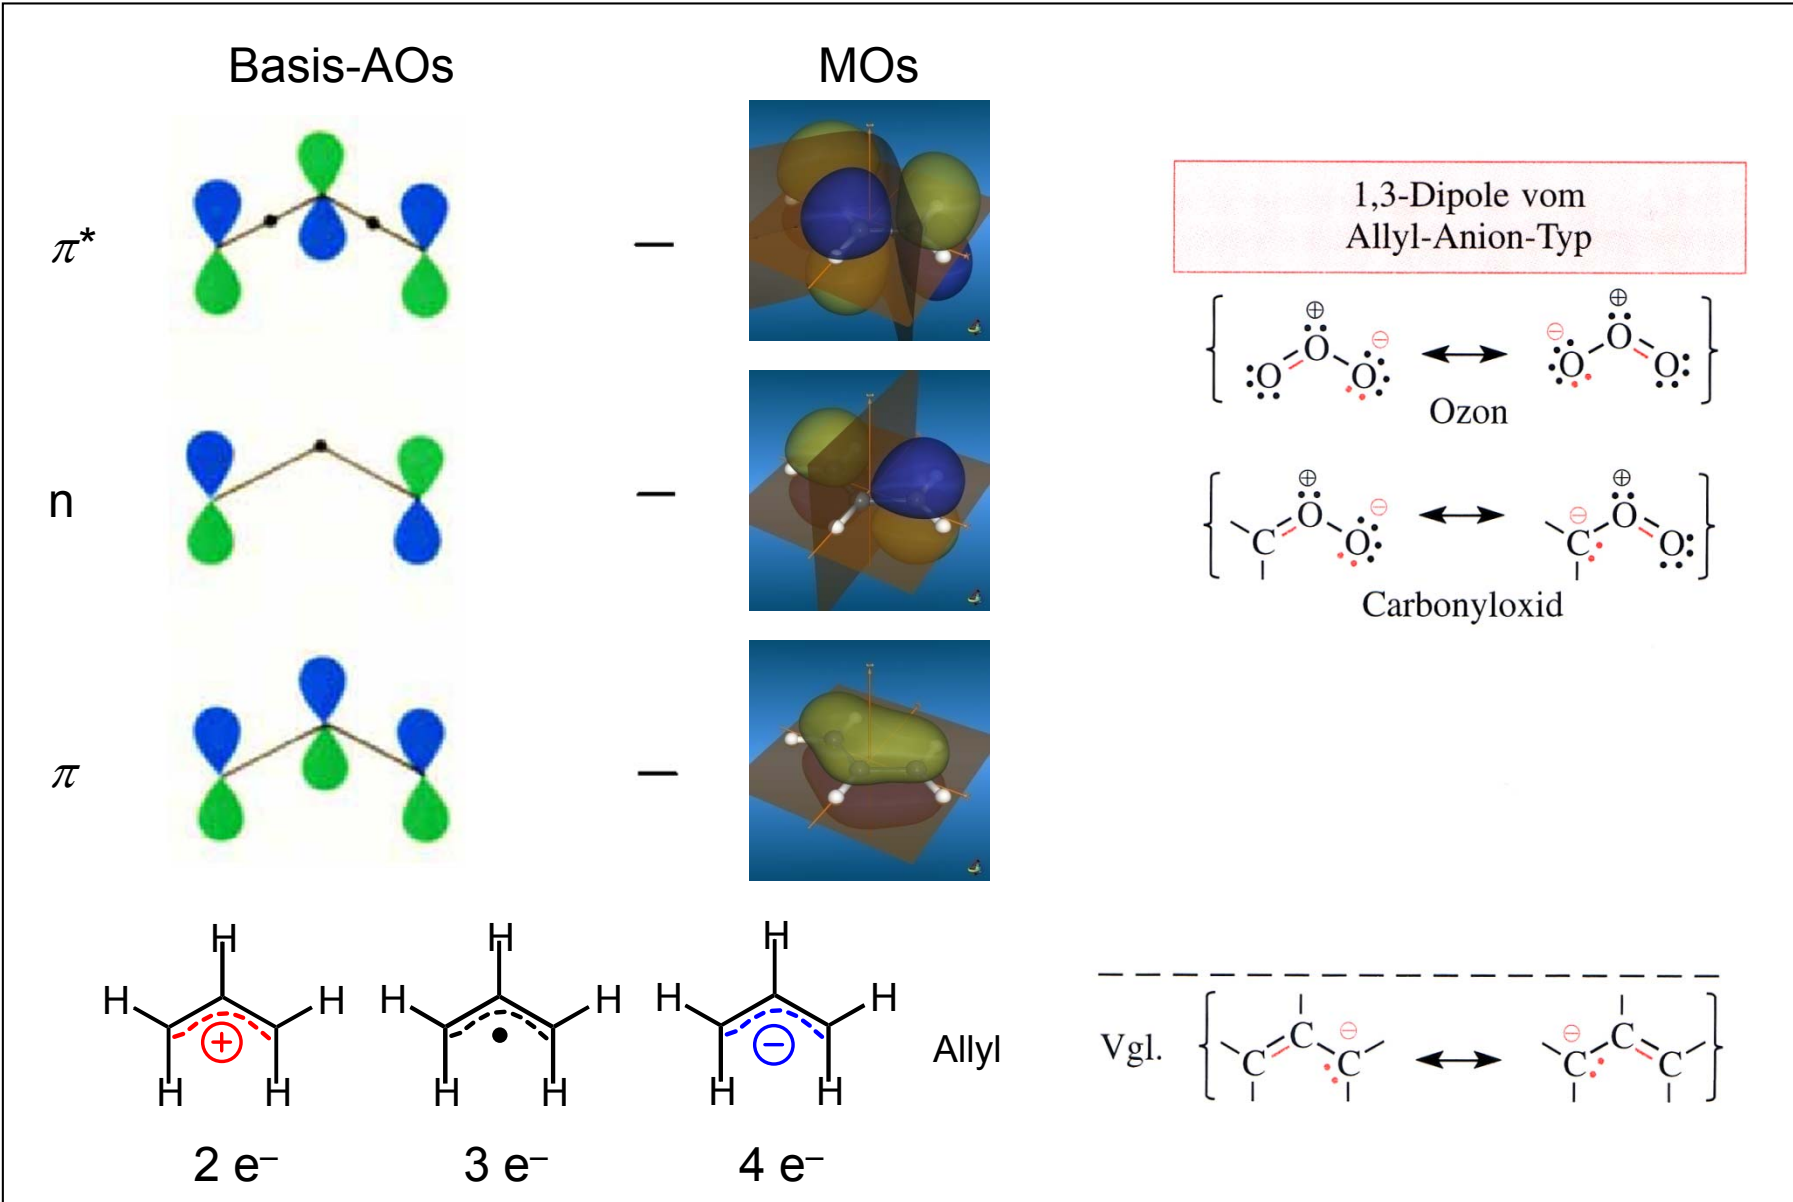 Basis-AOs
MOs
π*
n
π
1,3-Dipole vom
Allyl-Anion-Typ
⊕
O
O
O
⊖
⊖
O
⊕
O
O
Ozon
C
⊕
O
O
⊖
⊖
C
⊕
O
O
Carbonyloxid
H
H
H
H
H
+
H
H
H
H
H
H
H
H
H
H
−
Allyl
2 e–
3 e–
4 e–
Vgl.
C
C
C
⊖
⊖
C
C
C